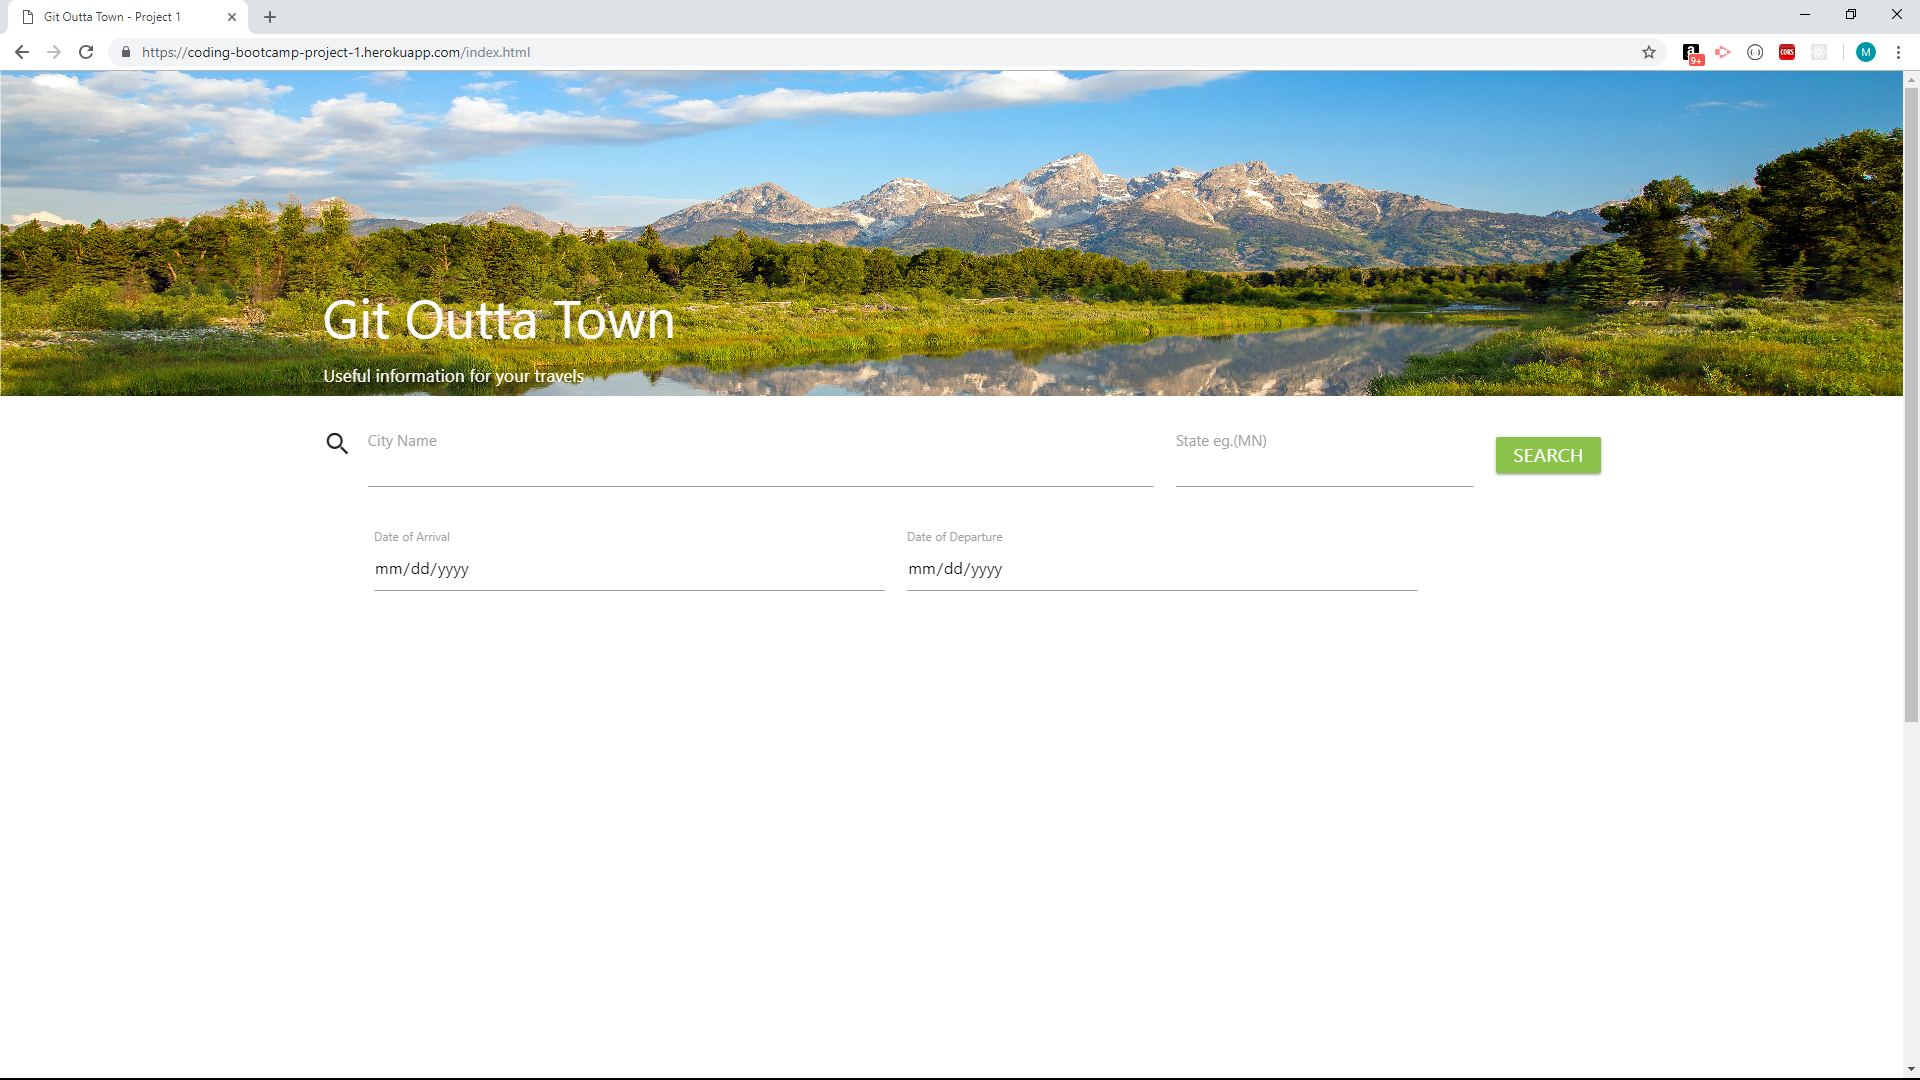 Git Outta Town - Project 1
https://coding-bootcamp-project-1.herokuapp.com/index.html
a
9+
CORS
M
Git Outta Town
Useful information for your travels
City Name
State eg.(MN)
SEARCH
Date of Arrival
Date of Departure
mm/dd/yyyy
mm/dd/yyyy